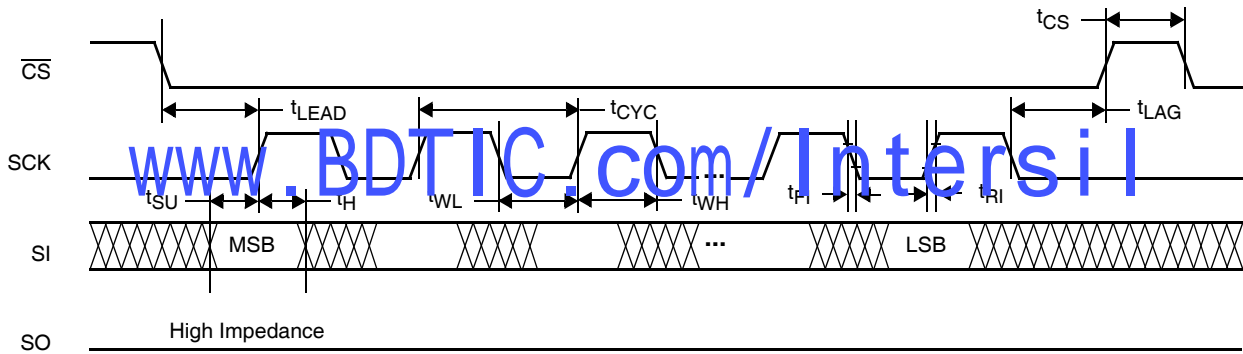 tCS
CS
tLEAD
tCYC
tLAG
SCK
www.BDTIC.com/Intersil
...
tSU
tH
tWL
tWH
tFI
tRI
SI
MSB
...
LSB
SO
High Impedance